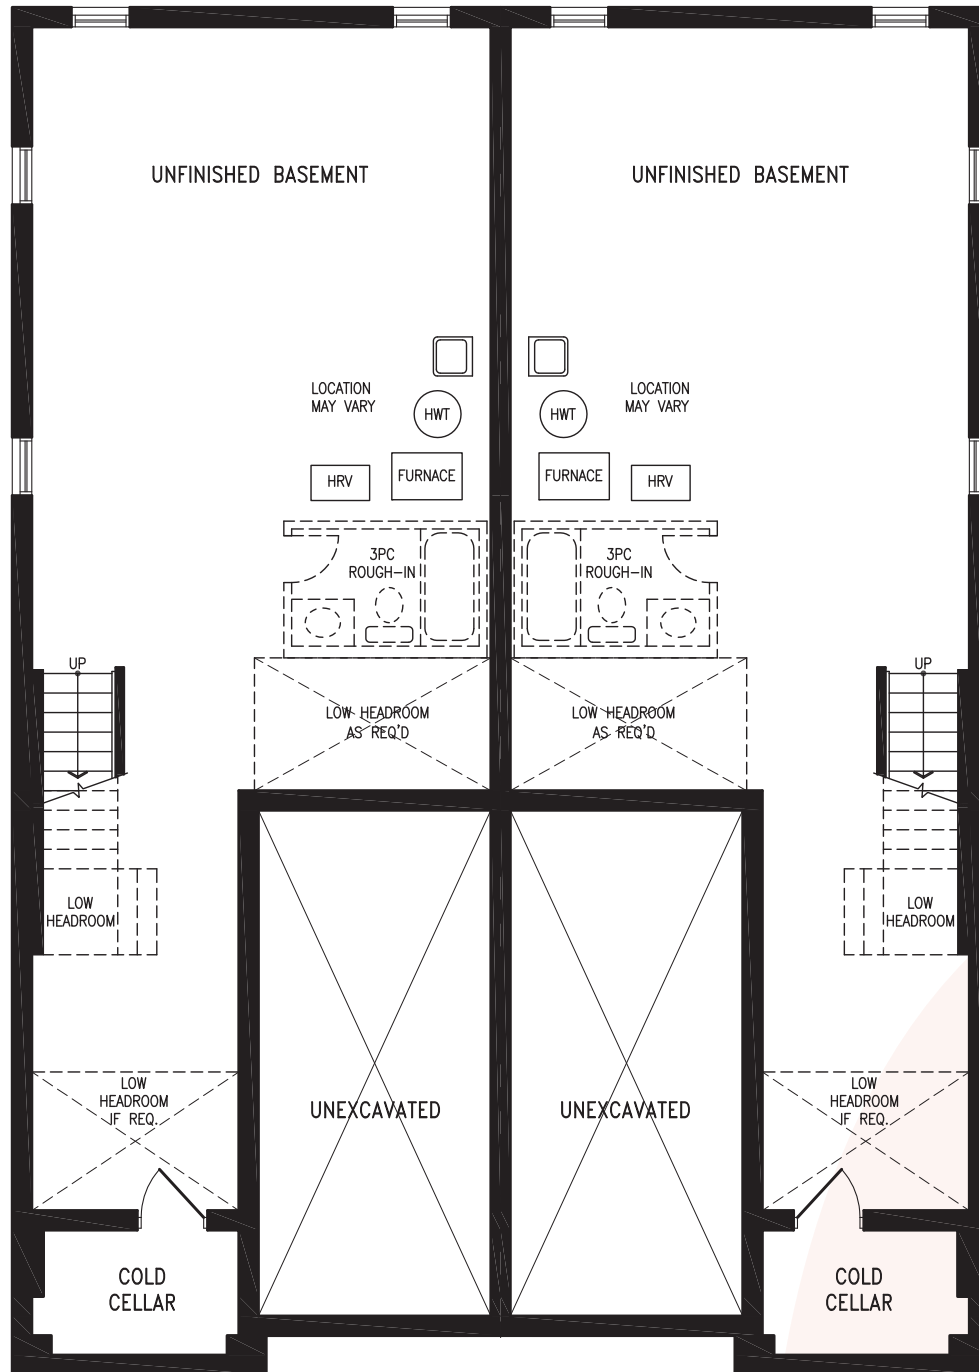 UNFINISHED BASEMENT
UNFINISHED BASEMENT
LOCATION
MAY VARY
LOCATION
MAY VARY
HWT
HWT
HRV
FURNACE
FURNACE
HRV
3PC
ROUGH-IN
3PC
ROUGH-IN
UP
UP
LOW HEADROOM
AS REQ'D
LOW HEADROOM
AS REQ'D
LOW
HEADROOM
LOW
HEADROOM
LOW
HEADROOM
IF REQ.
LOW
HEADROOM
IF REQ.
UNEXCAVATED
UNEXCAVATED
COLD
CELLAR
COLD
CELLAR